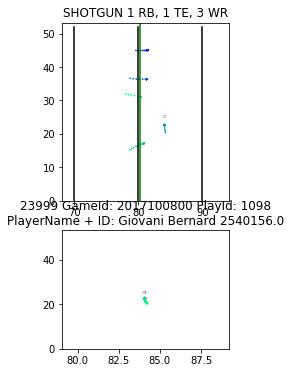 SHOTGUN 1 RB, 1 TE, 3 WR
50
40
30
20
10
0
70 80 90
23999 GameId: 2017100800 PlayId: 1098
PlayerName + ID: Giovani Bernard 2540156.0
40
20
0
80.0 82.5 85.0 87.5